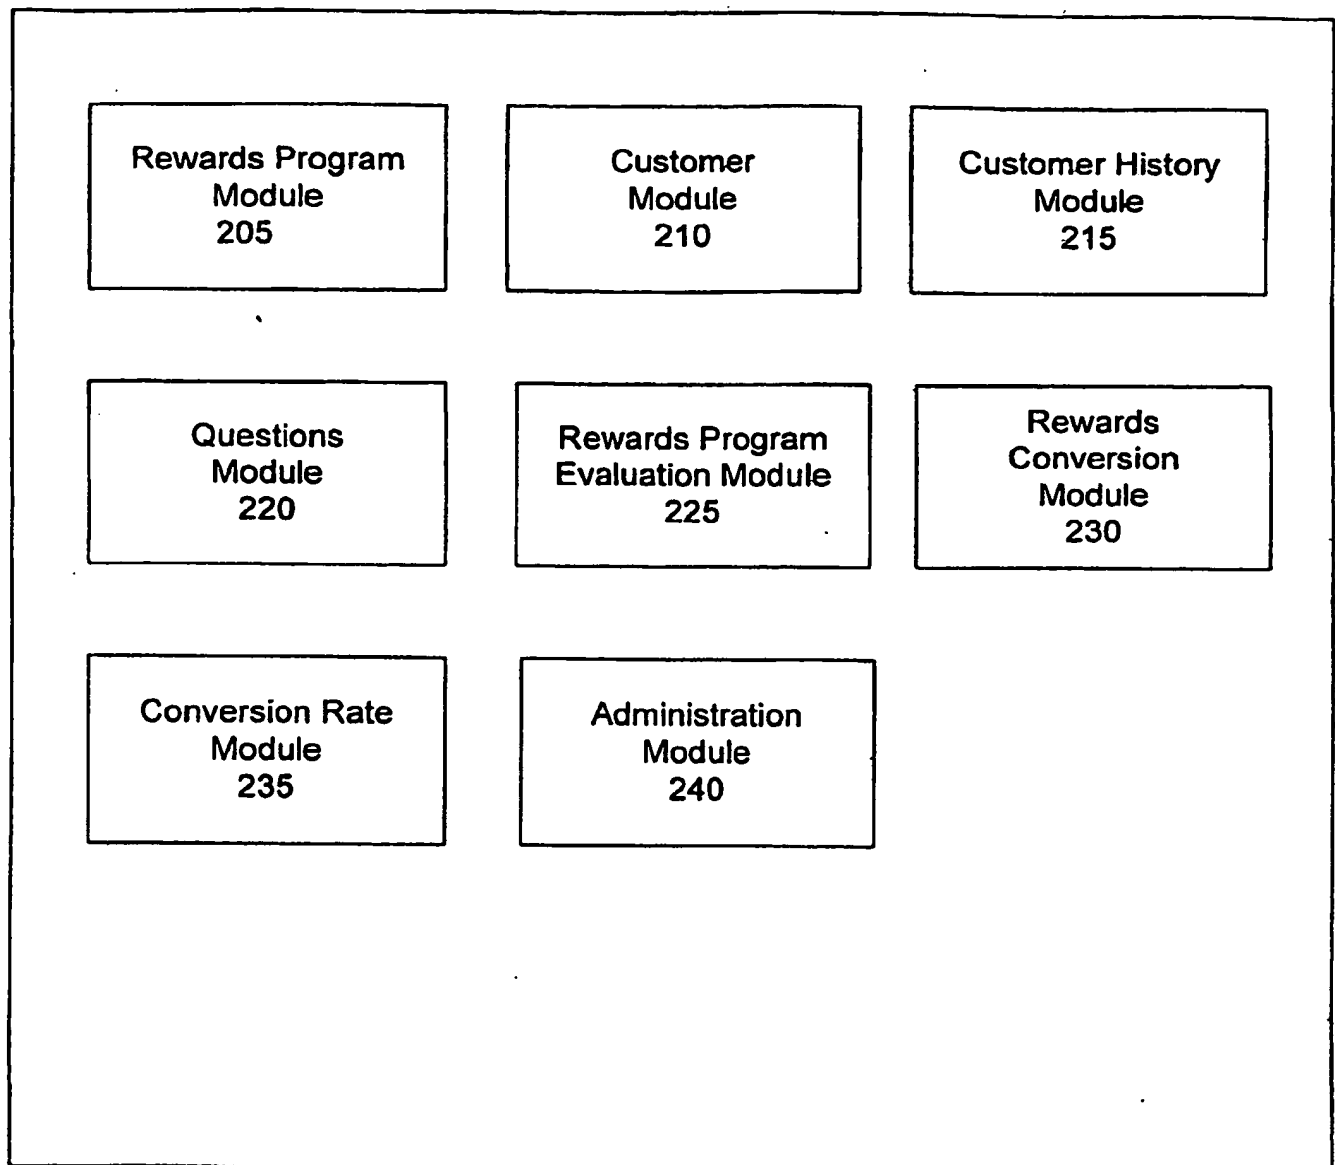 Rewards Program
Module
205
Customer
Module
210
Customer History
Module
215
Questions
Module
220
Rewards Program
Evaluation Module
225
Rewards
Conversion
Module
230
Conversion Rate
Module
235
Administration
Module
240